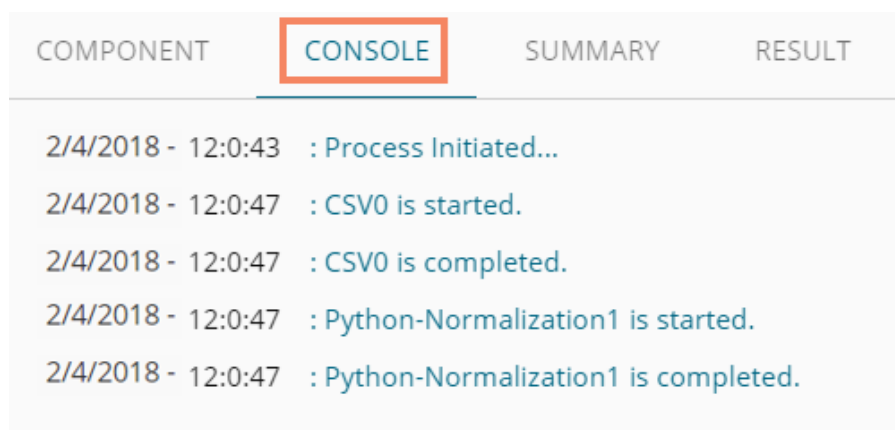 COMPONENT CONSOLE SUMMARY RESULT
2/4/2018 - 12:0:43 : Process Initiated...
2/4/2018 - 12:0:47 : CSV0 is started.
2/4/2018 - 12:0:47 : CSV0 is completed.
2/4/2018 - 12:0:47 : Python-Normalization1 is started.
2/4/2018 - 12:0:47 : Python-Normalization1 is completed.